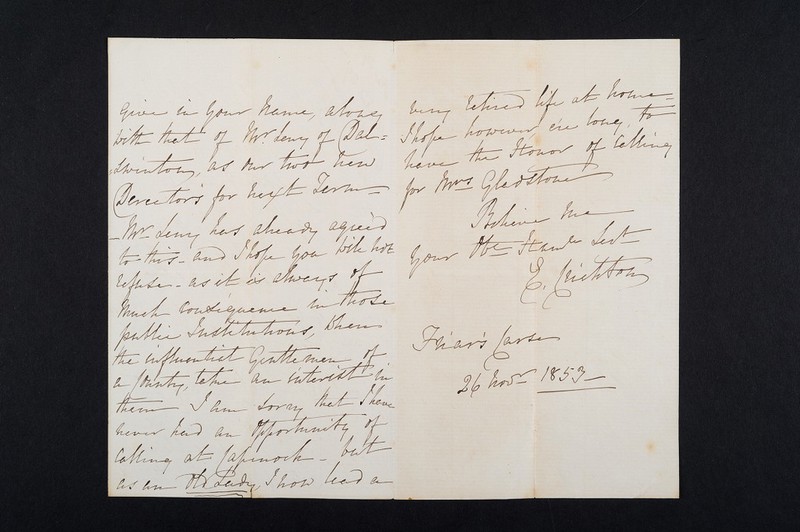 give in your name, along
with that of Mr. Leny of Dal=
=swinton, as our two new
Derectors for next Term—
—Mr Leny has already agreed
to this—and I hope you will not
refuse—as it is always of
much consequence in those
public Institutions, when
the influential Gentlemen of
a County, take an interest in
them I am sorry that I have
never had an opportunity of
calling at Capenock—but
as an Old Lady, I now lead a
very retired life at home—
I hope however ere long, to
have the Honor of Calling
for Mrs Gladstone
Believe me
Your Obt Humble Sert
E. Crichton
Friars Carse
26 Novr 1853—